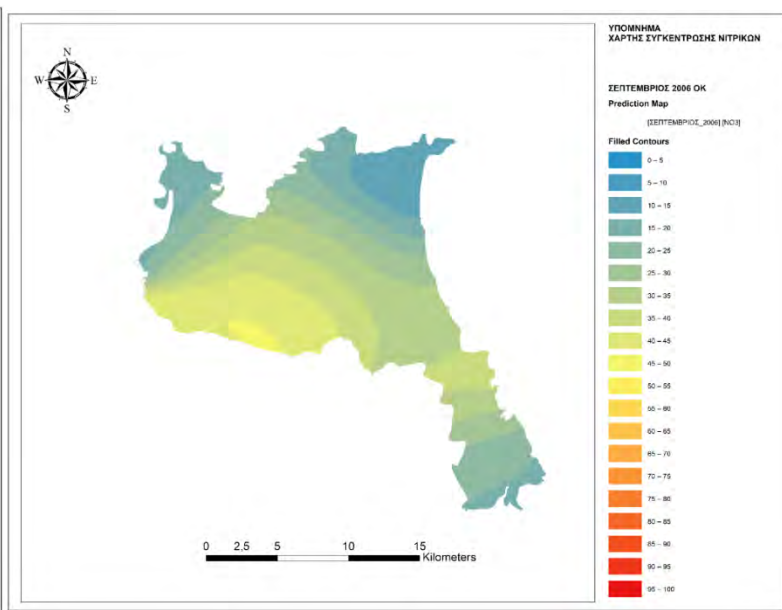 ΥΠΟΜΝΗΜΑ
ΧΑΡΤΗΣ ΣΥΓΚΕΝΤΡΩΣΗΣ ΝΙΤΡΙΚΩΝ
ΣΕΠΤΕΜΒΡΙΟΣ 2006 OK
Prediction Map
[ΣΕΠΤΕΜΒΡΙΟΣ_2006].[NO3]
Filled Contours
0 – 5
5 – 10
10 – 15
15 – 20
20 – 25
25 – 30
30 – 35
35 – 40
40 – 45
45 – 50
50 – 55
55 – 60
60 – 65
65 – 70
70 – 75
75 – 80
80 – 85
85 – 90
90 – 95
95 – 100
N
W E
S
0 2,5 5 10 15
Kilometers